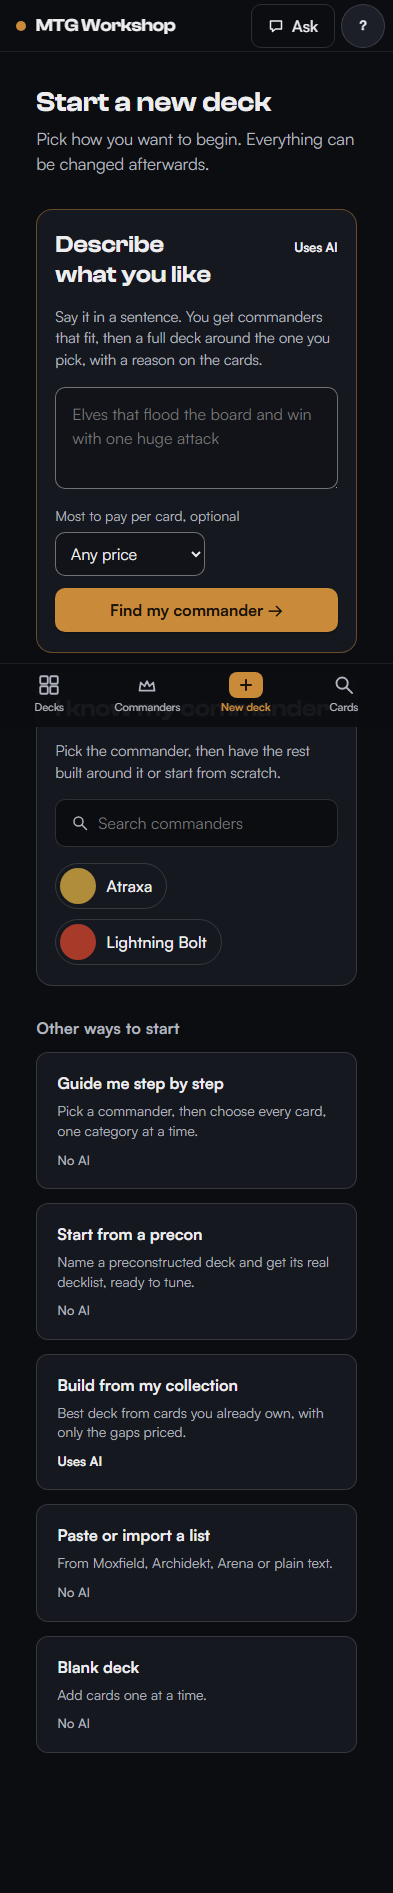 MTG Workshop
Ask
?
Start a new deck
Pick how you want to begin. Everything can
be changed afterwards.
Describe
what you like
Uses AI
Say it in a sentence. You get commanders
that fit, then a full deck around the one you
pick, with a reason on the cards.
Elves that flood the board and win
with one huge attack
Most to pay per card, optional
Any price
Find my commander →
I know my commander
Decks
Commanders
New deck
Cards
Pick the commander, then have the rest
built around it or start from scratch.
Search commanders
Atraxa
Lightning Bolt
Other ways to start
Guide me step by step
Pick a commander, then choose every card,
one category at a time.
No AI
Start from a precon
Name a preconstructed deck and get its real
decklist, ready to tune.
No AI
Build from my collection
Best deck from cards you already own, with
only the gaps priced.
Uses AI
Paste or import a list
From Moxfield, Archidekt, Arena or plain text.
No AI
Blank deck
Add cards one at a time.
No AI